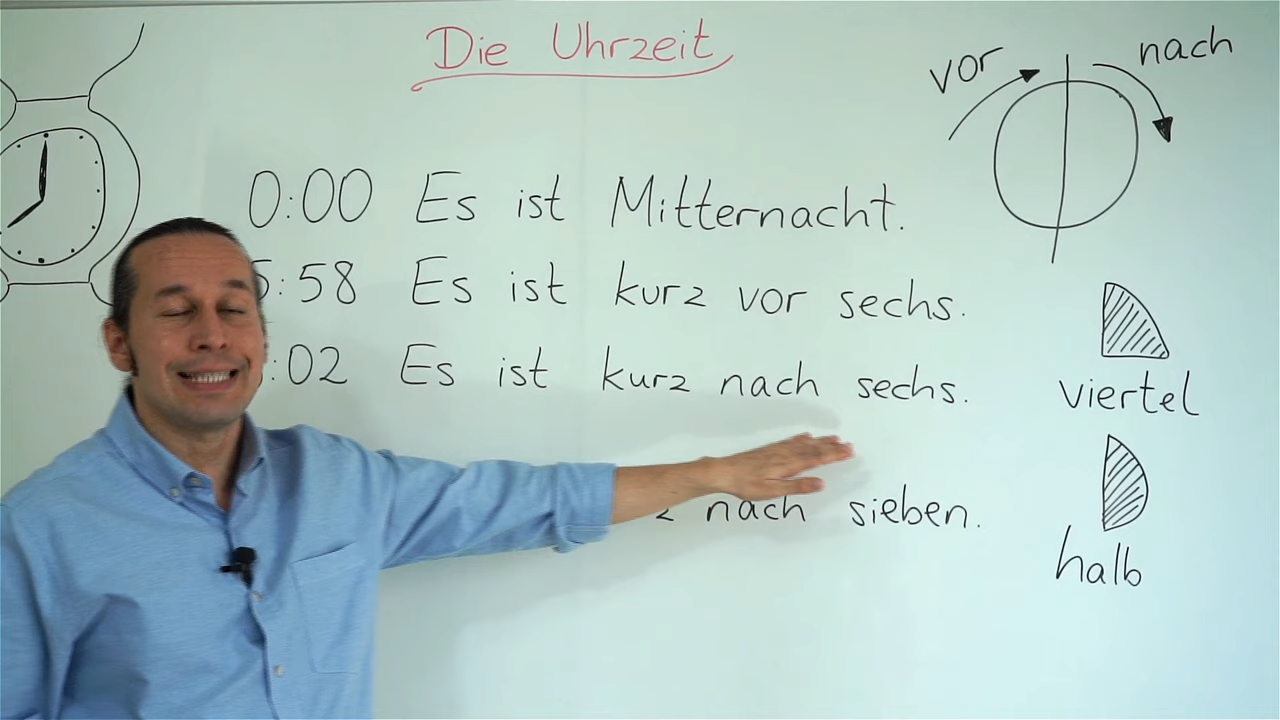 Die Uhrzeit
vor
nach
0:00 Es ist Mitternacht.
:58 Es ist kurz vor sechs.
:02 Es ist kurz nach sechs.
nach sieben.
viertel
halb